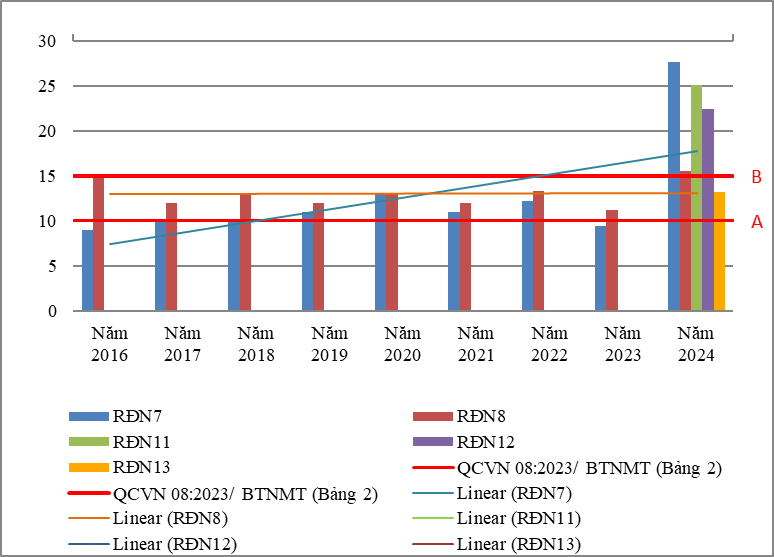 30
25
20
15
B
10
A
5
0
Năm 2016
Năm 2017
Năm 2018
Năm 2019
Năm 2020
Năm 2021
Năm 2022
Năm 2023
Năm 2024
RĐN7
RĐN8
RĐN11
RĐN12
RĐN13
QCVN 08:2023/ BTNMT (Bảng 2)
QCVN 08:2023/ BTNMT (Bảng 2)
Linear (RĐN7)
Linear (RĐN8)
Linear (RĐN11)
Linear (RĐN12)
Linear (RĐN13)